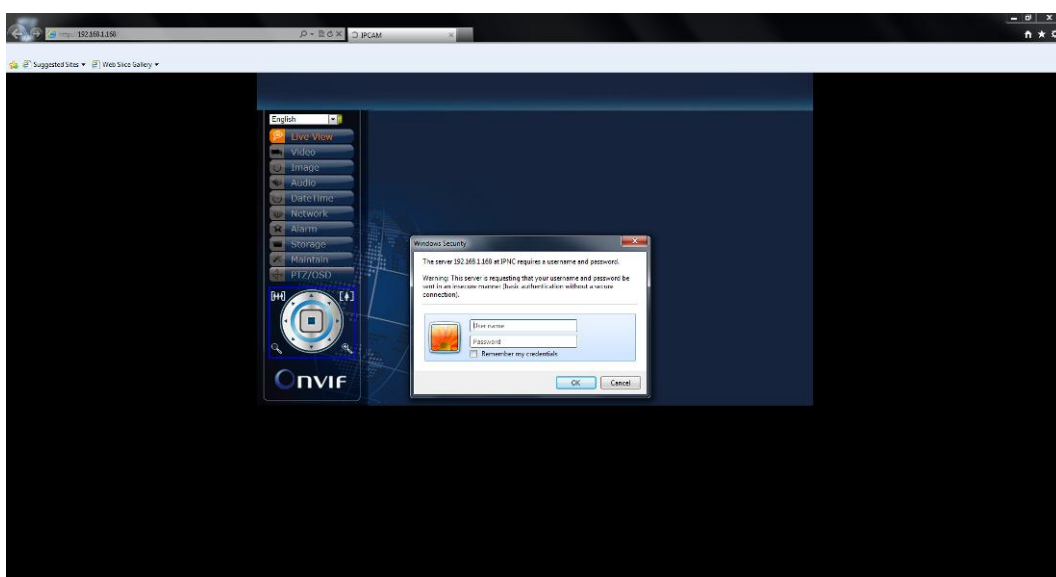 http://192.168.1.168
IPCAM
Suggested Sites
Web Slice Gallery
English
Live View
Video
Image
Audio
DateTime
Network
Alarm
Storage
Maintain
PTZ/OSD
Onvif
Windows Security
The server 192.168.1.168 at IPNC requires a username and password.
Warning: This server is requesting that your username and password be
sent in an insecure manner (basic authentication without a secure
connection).
User name
Password
Remember my credentials
OK
Cancel